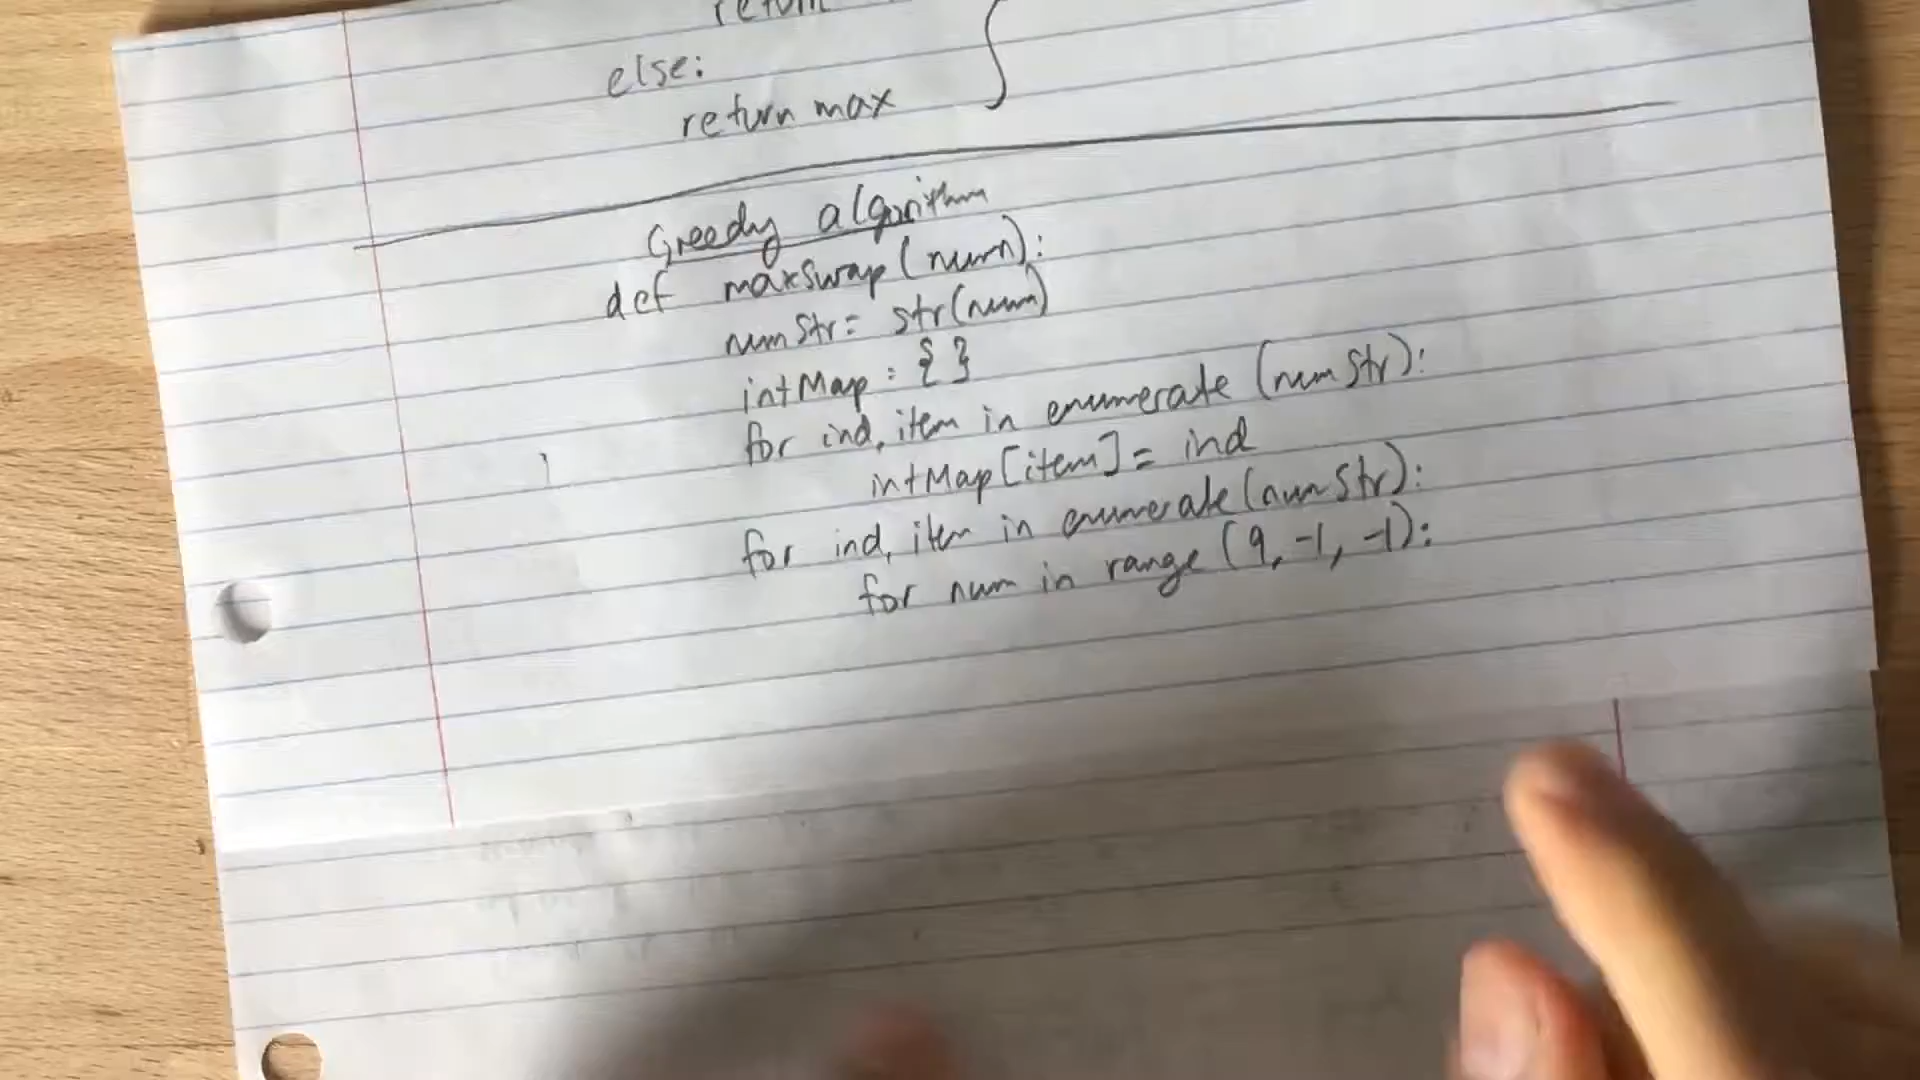 return
else:
return max
Greedy algorithm
def maxswap(num):
numStr= str(num)
intMap = {}
for ind, item in enumerate (numStr):
intMap[item] = ind
for ind, item in enumerate (numStr):
for num in range (9, -1, -1):